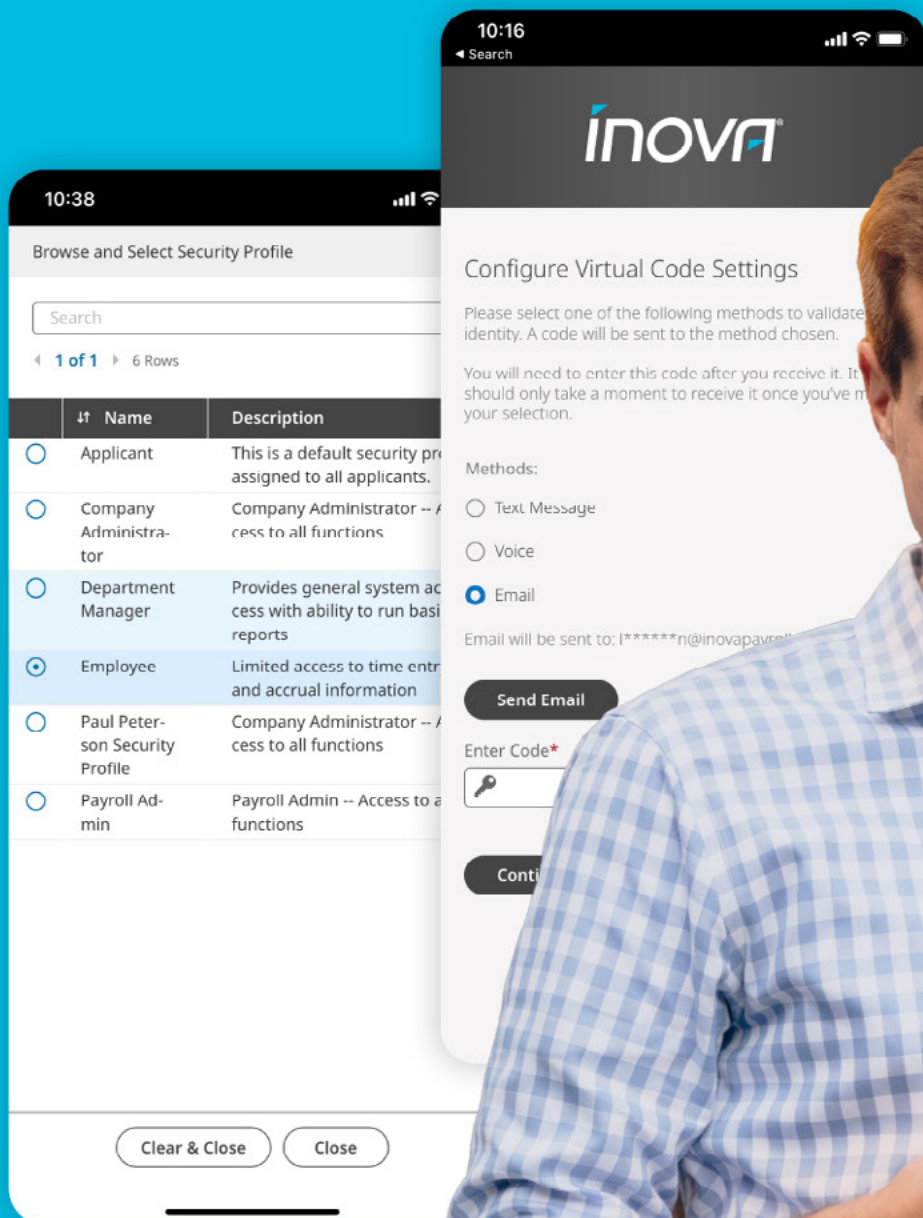 10:16
Search
inova
Configure Virtual Code Settings
Please select one of the following methods to validate
identity. A code will be sent to the method chosen.
You will need to enter this code after you receive it. It
should only take a moment to receive it once you've
your selection.
Methods:
Text Message
Voice
Email
Email will be sent to: l******n@inovapayroll
Send Email
Enter Code*
10:38
Browse and Select Security Profile
Search
1 of 1 6 Rows
Name Description
Applicant This is a default security
assigned to all applicants.
Company Company Administrator --
Administra- cess to all functions
tor
Department Provides general system ac
Manager cess with ability to run basi
reports
Employee Limited access to time entr
and accrual information
Paul Peter- Company Administrator --
son Security cess to all functions
Profile
Payroll Ad- Payroll Admin -- Access to a
min functions
Clear & Close Close